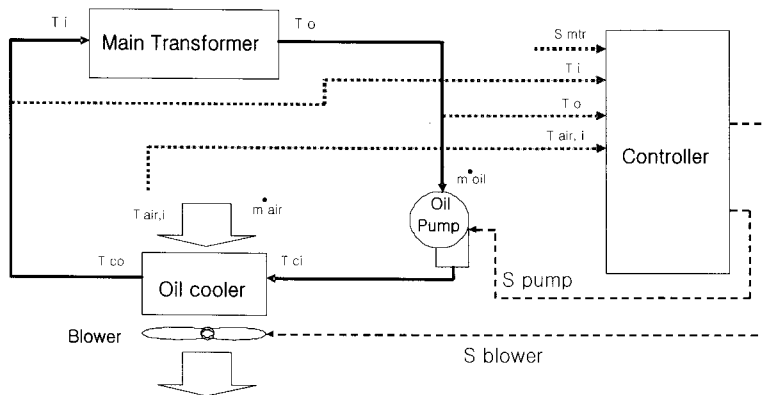 T i
T o
Main Transformer
S mtr
T i
T o
T air, i
Controller
m oil
T air,i
m air
Oil
Pump
T co
T ci
Oil cooler
S pump
Blower
S blower